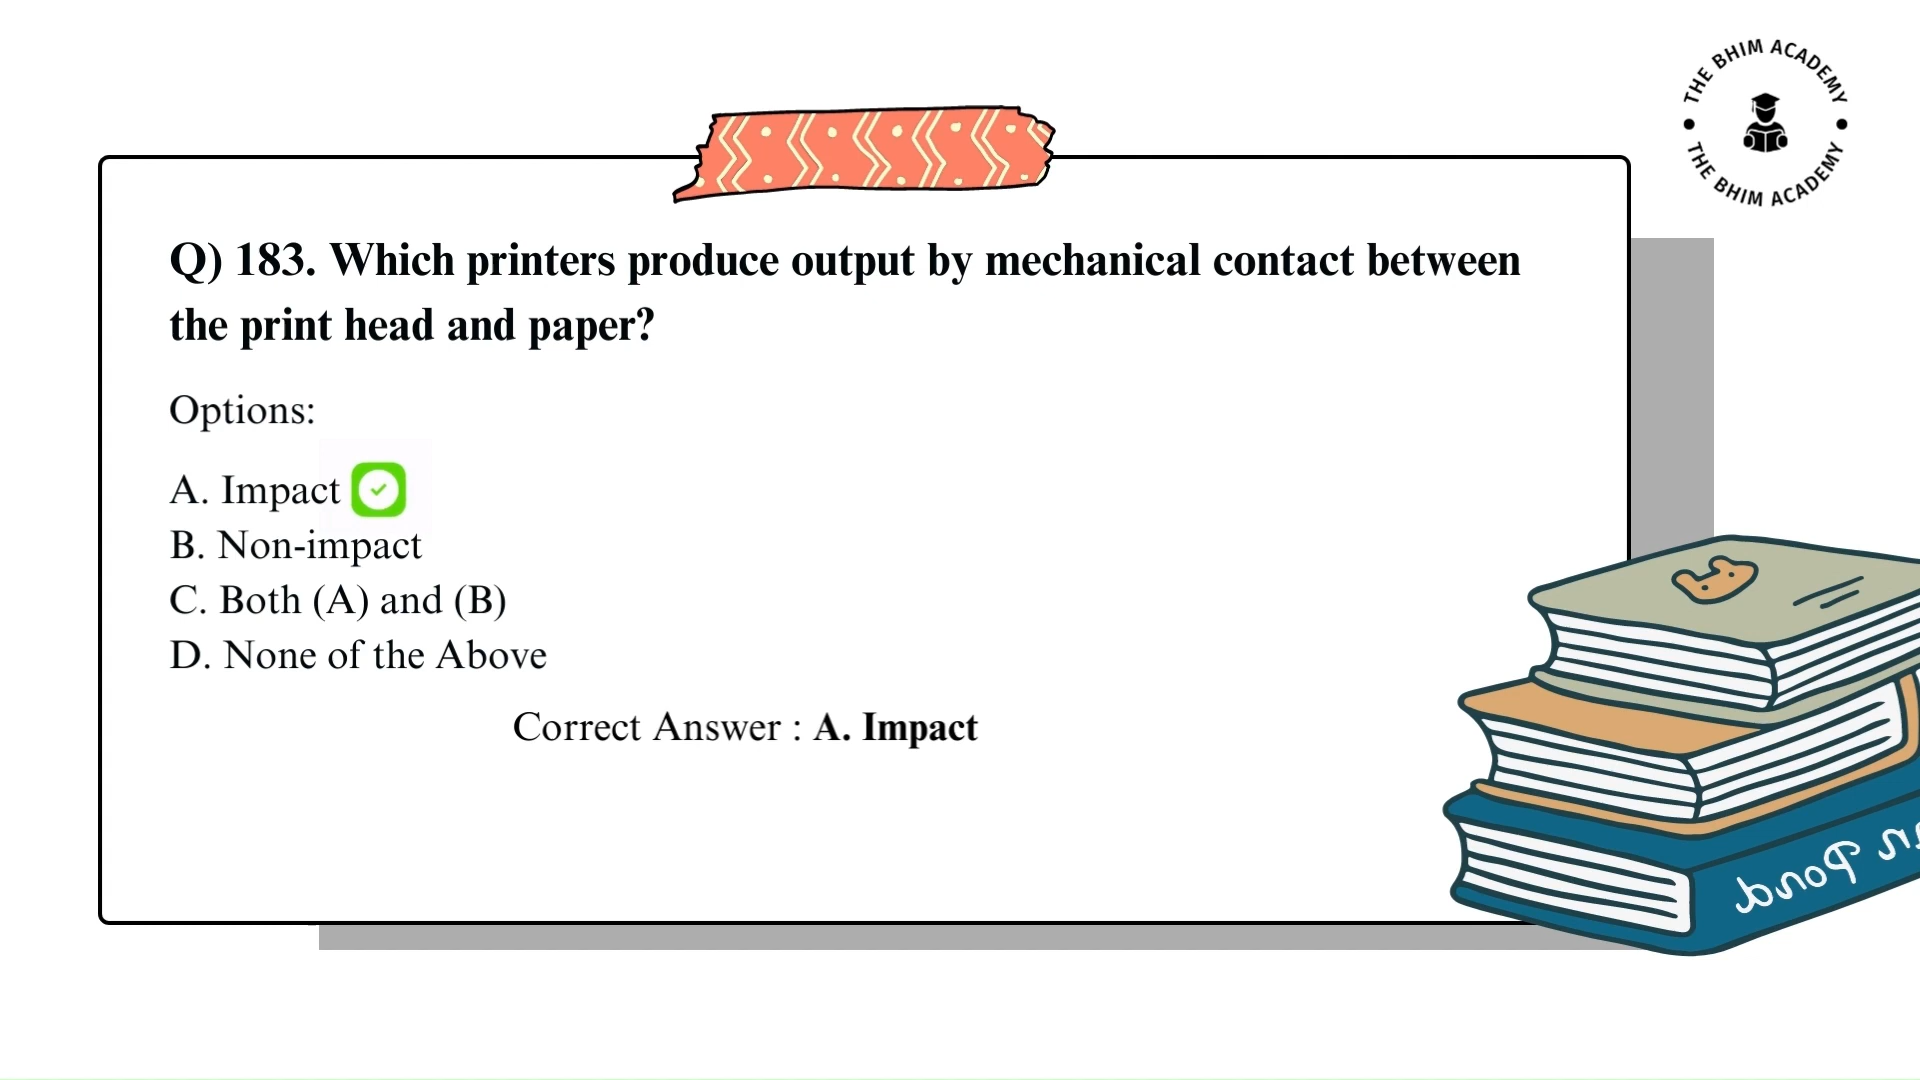 THE BHIM ACADEMY
THE BHIM ACADEMY
Q) 183. Which printers produce output by mechanical contact between
the print head and paper?
Options:
A. Impact
B. Non-impact
C. Both (A) and (B)
D. None of the Above
Correct Answer : A. Impact
Pond